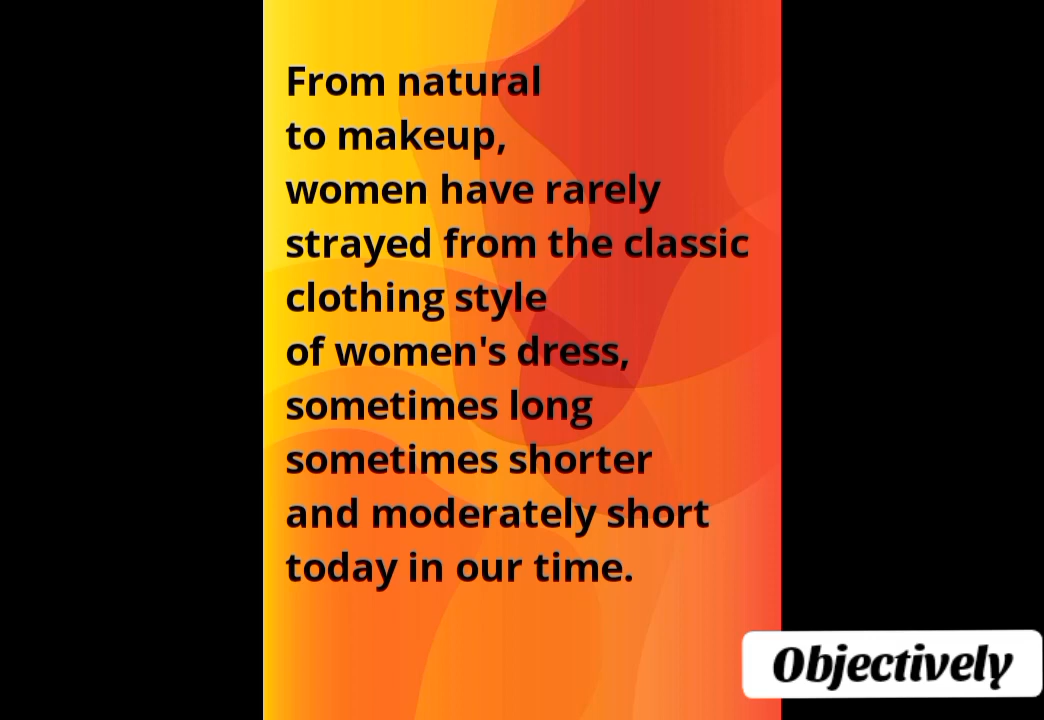 From natural
to makeup,
women have rarely
strayed from the classic
clothing style
of women's dress,
sometimes long
sometimes shorter
and moderately short
today in our time.
Objectively